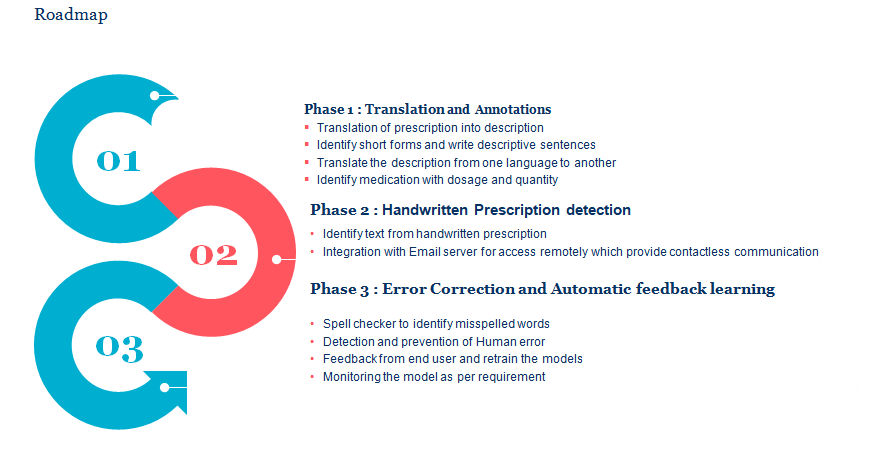 Roadmap
01
Phase 1 : Translation and Annotations
Translation of prescription into description
Identify short forms and write descriptive sentences
Translate the description from one language to another
Identify medication with dosage and quantity
02
Phase 2 : Handwritten Prescription detection
Identify text from handwritten prescription
Integration with Email server for access remotely which provide contactless communication
03
Phase 3 : Error Correction and Automatic feedback learning
Spell checker to identify misspelled words
Detection and prevention of Human error
Feedback from end user and retrain the models
Monitoring the model as per requirement